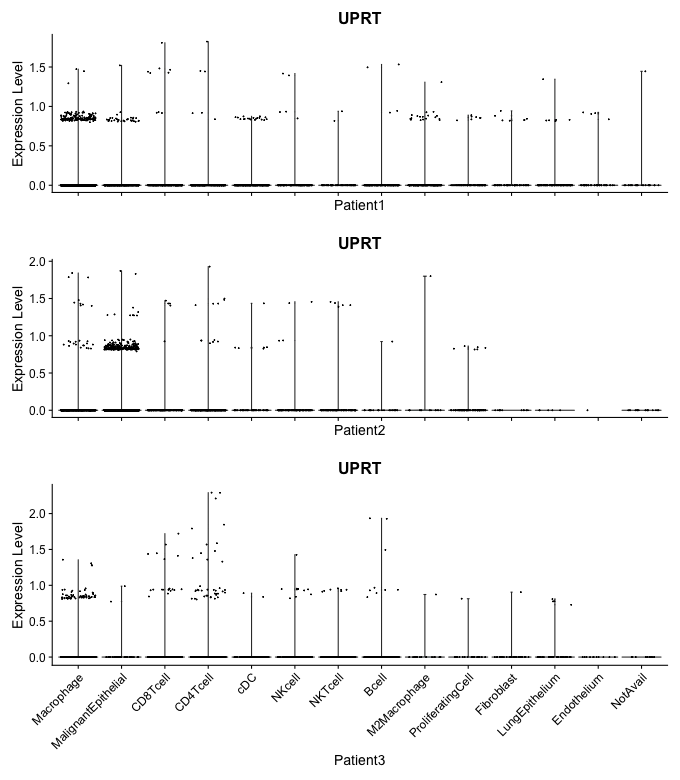 UPRT
Expression Level
1.5
1.0
0.5
0.0
Patient1
UPRT
Expression Level
2.0
1.5
1.0
0.5
0.0
Patient2
UPRT
Expression Level
2.0
1.5
1.0
0.5
0.0
Macrophage
MalignantEpithelial
CD8Tcell
CD4Tcell
cDC
NKcell
NKTcell
Bcell
M2Macrophage
ProliferatingCell
Fibroblast
LungEpithelium
Endothelium
NotAvail
Patient3